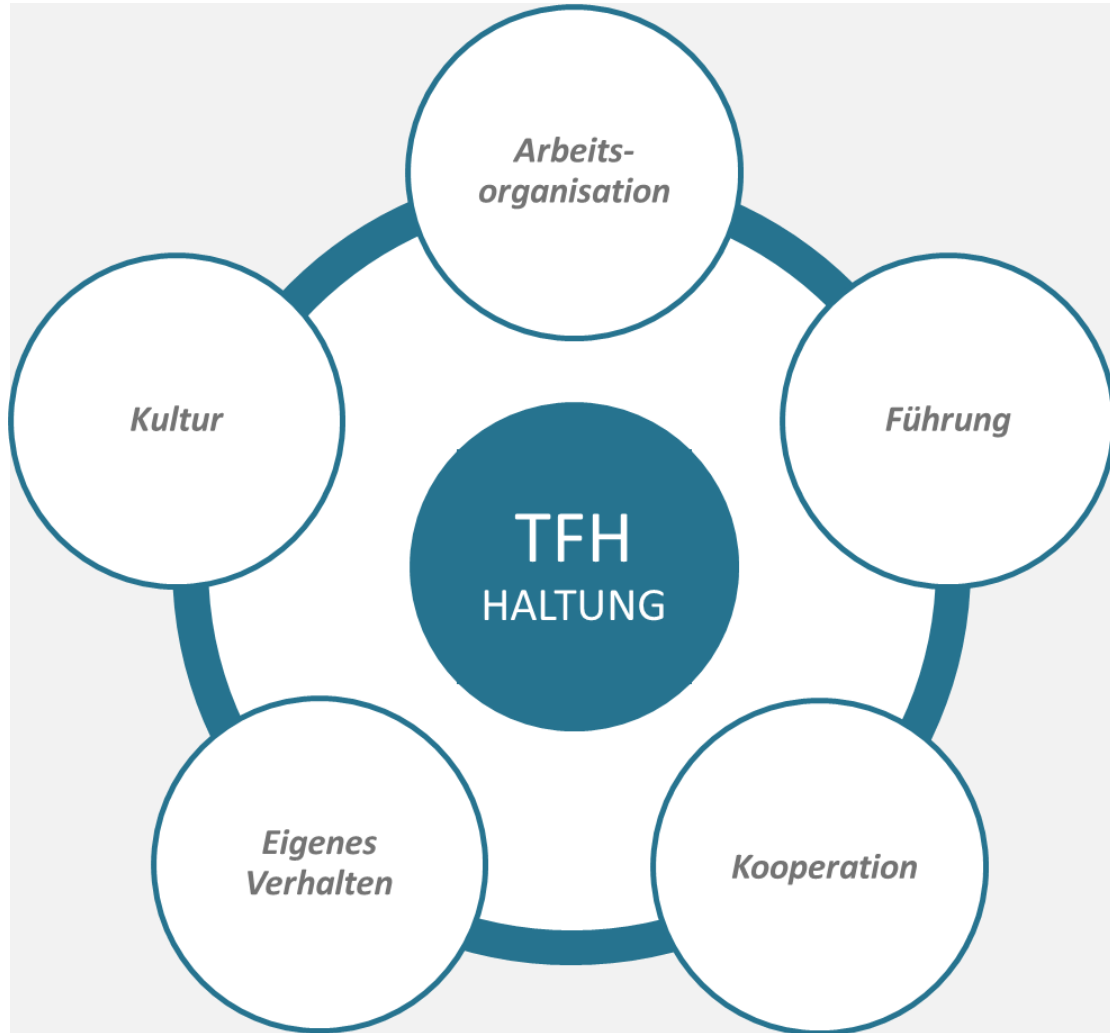 Arbeits-
organisation
Kultur
Führung
TFH
HALTUNG
Eigenes
Verhalten
Kooperation